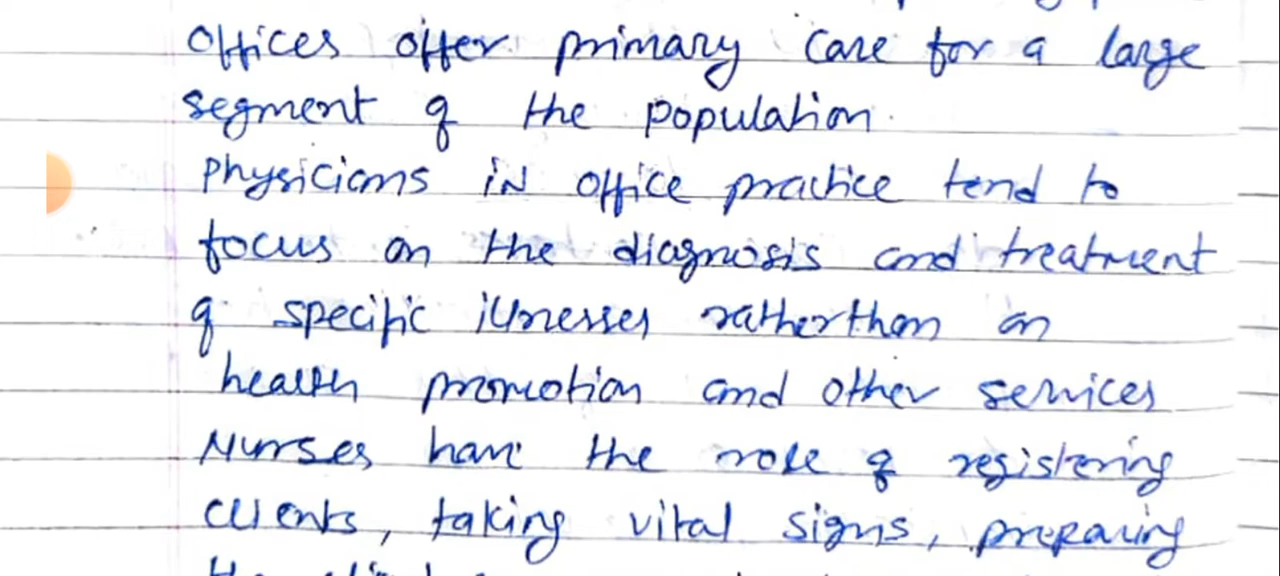 offices offer primary care for a large
segment of the population.
Physicians in office practice tend to
focus on the diagnosis and treatment
of specific illnesses rather than on
health promotion and other services
Nurses have the role of registering
clients, taking vital signs, preparing